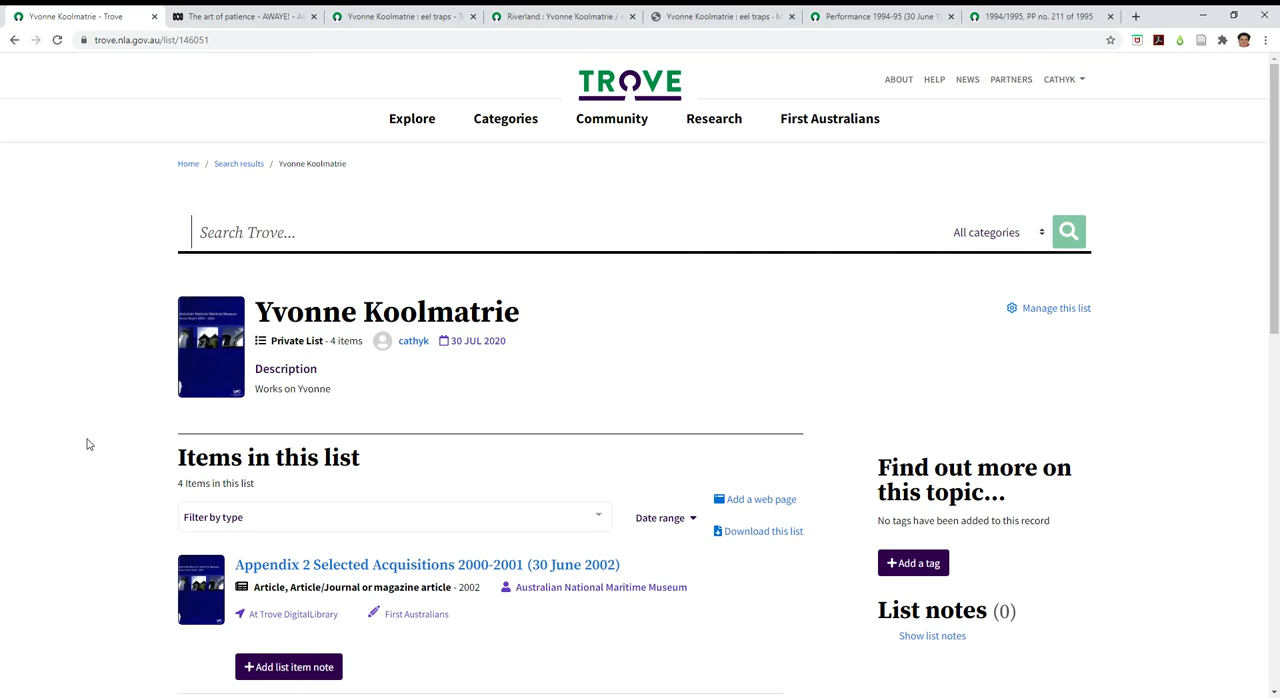 Yvonne Koolmatrie - Trove
The art of patience - AWAYE! - A
Yvonne Koolmatrie : eel traps - T
Riverland : Yvonne Koolmatrie /
Yvonne Koolmatrie : eel traps - M
Performance 1994-95 (30 June 1
1994/1995, PP no. 211 of 1995
trove.nla.gov.au/list/146051
TROVE
ABOUT HELP NEWS PARTNERS CATHYK
Explore Categories Community Research First Australians
Home / Search results / Yvonne Koolmatrie
Search Trove... All categories
Yvonne Koolmatrie
Manage this list
Private List - 4 items cathyk 30 JUL 2020
Description
Works on Yvonne
Items in this list
4 Items in this list
Filter by type
Date range
Add a web page
Download this list
Appendix 2 Selected Acquisitions 2000-2001 (30 June 2002)
Article, Article/Journal or magazine article - 2002 Australian National Maritime Museum
At Trove DigitalLibrary First Australians
+Add list item note
Find out more on
this topic...
No tags have been added to this record
+Add a tag
List notes (0)
Show list notes